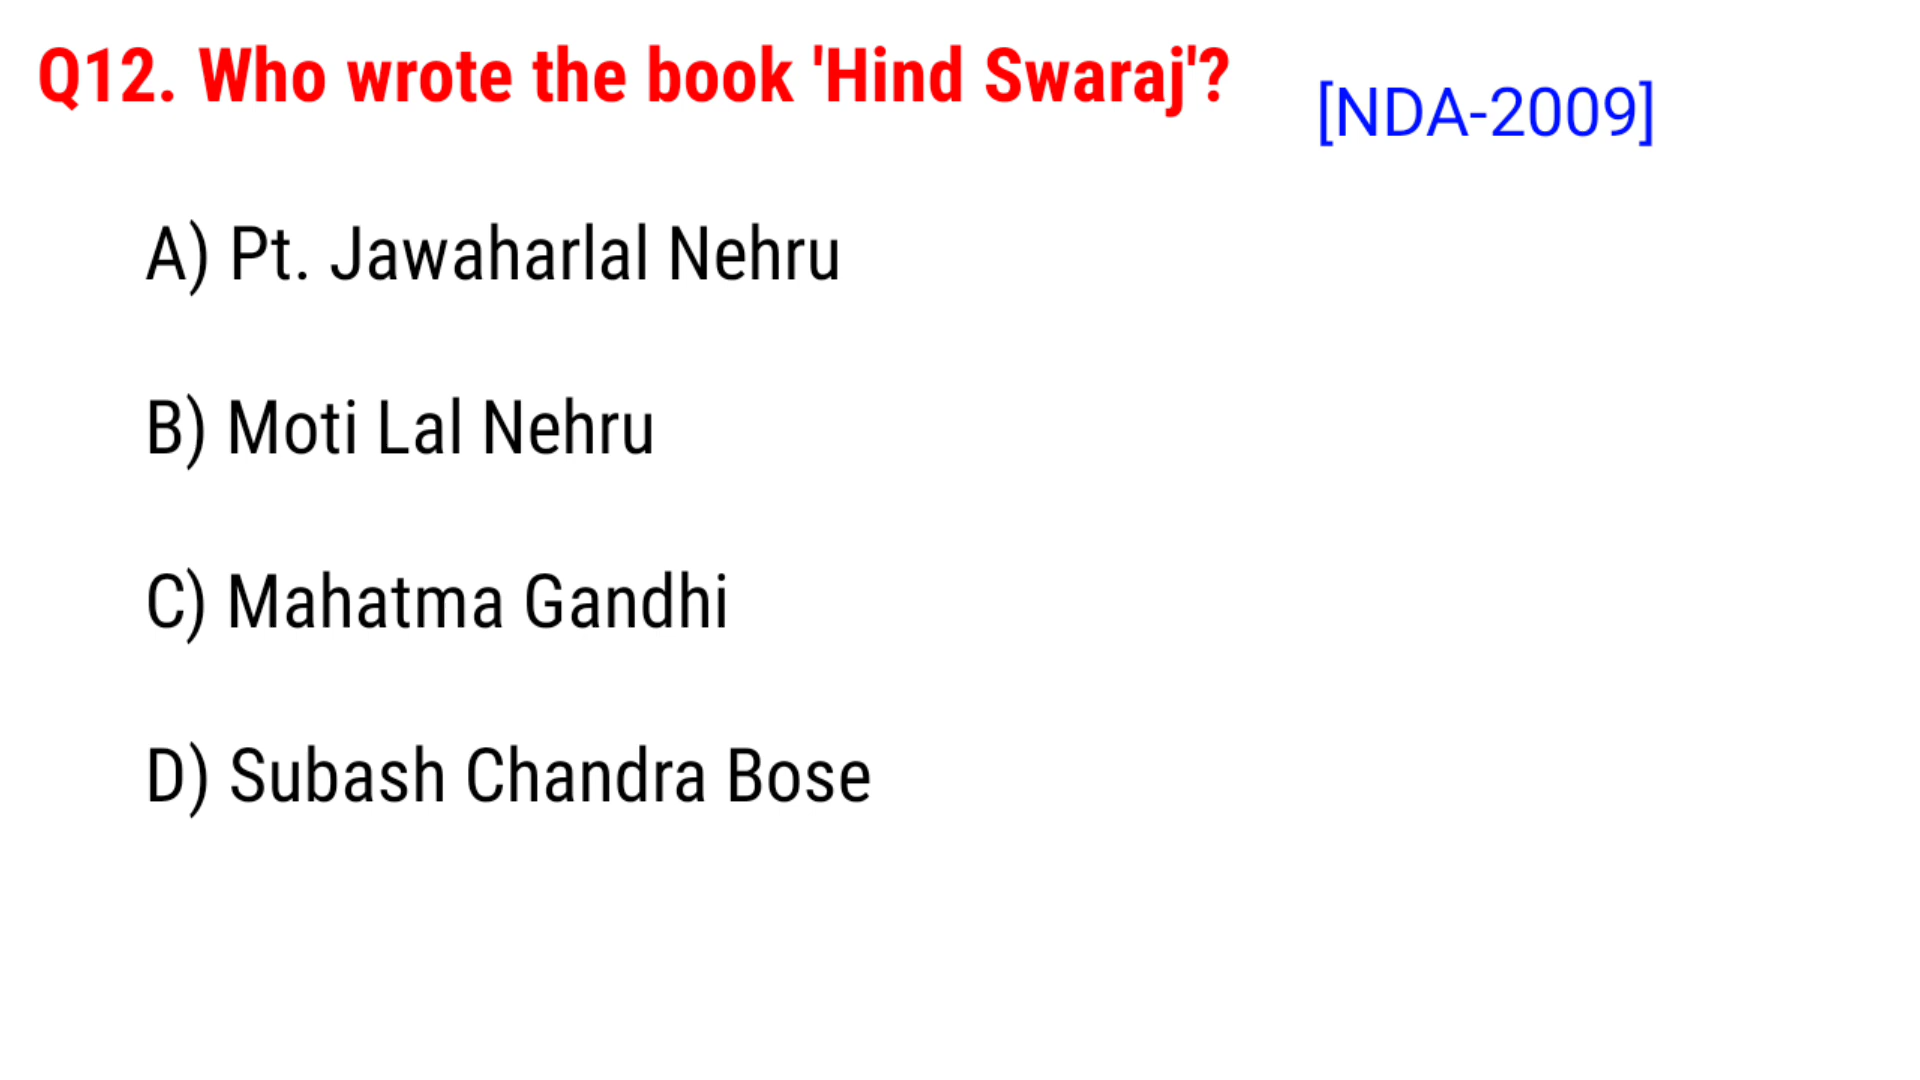 Q12. Who wrote the book 'Hind Swaraj'?
[NDA-2009]
A) Pt. Jawaharlal Nehru
B) Moti Lal Nehru
C) Mahatma Gandhi
D) Subash Chandra Bose